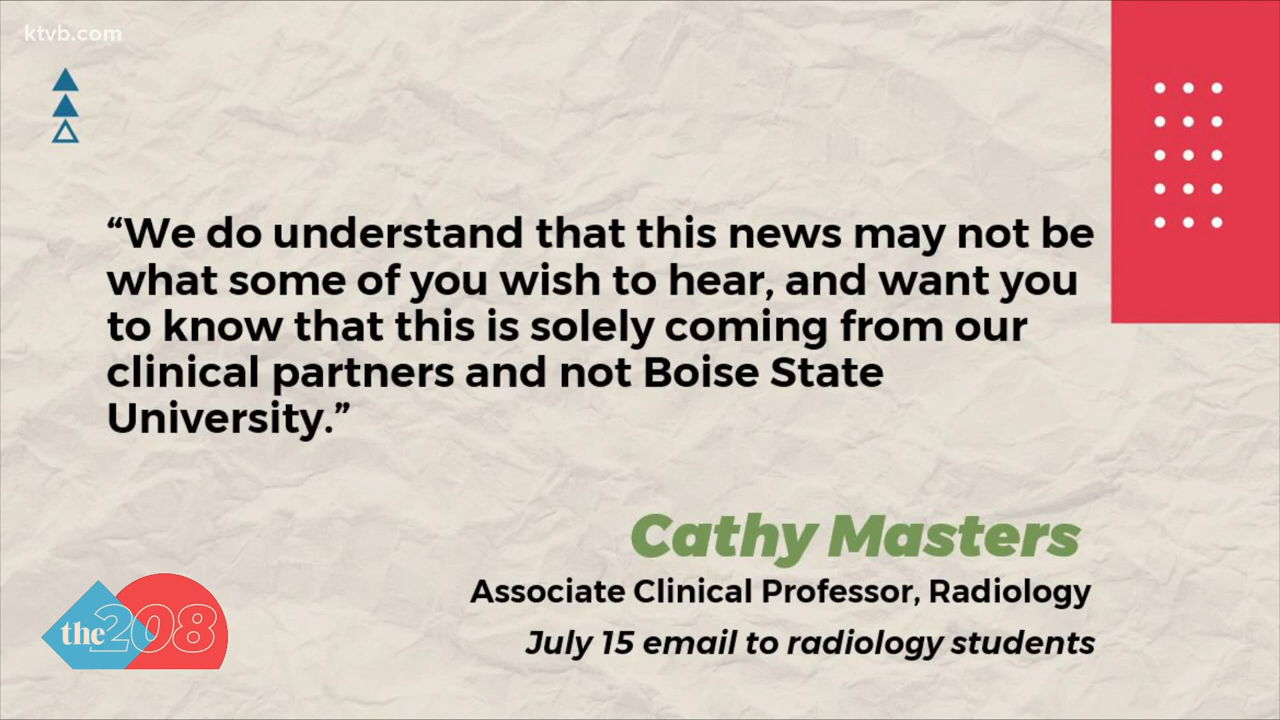 ktvb.com
“We do understand that this news may not be
what some of you wish to hear, and want you
to know that this is solely coming from our
clinical partners and not Boise State
University.”
Cathy Masters
Associate Clinical Professor, Radiology
July 15 email to radiology students
the208